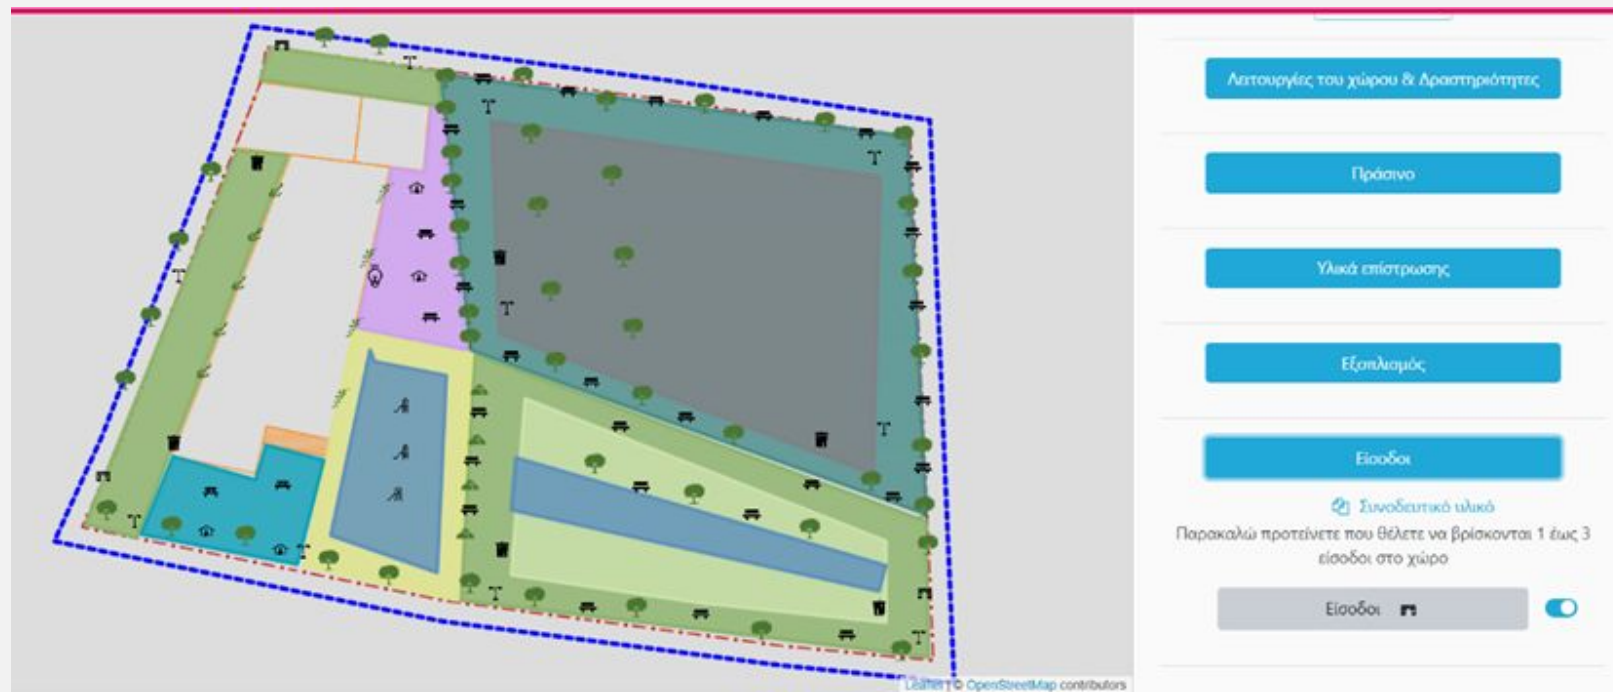 Λειτουργίες του χώρου & Δραστηριότητες
Πράσινο
Υλικά επίστρωσης
Εξοπλισμός
Είσοδοι
Συνοδευτικό υλικό
Παρακαλώ προτείνετε που θέλετε να βρίσκονται 1 έως 3
είσοδοι στο χώρο
Είσοδοι
Leaflet | © OpenStreetMap contributors